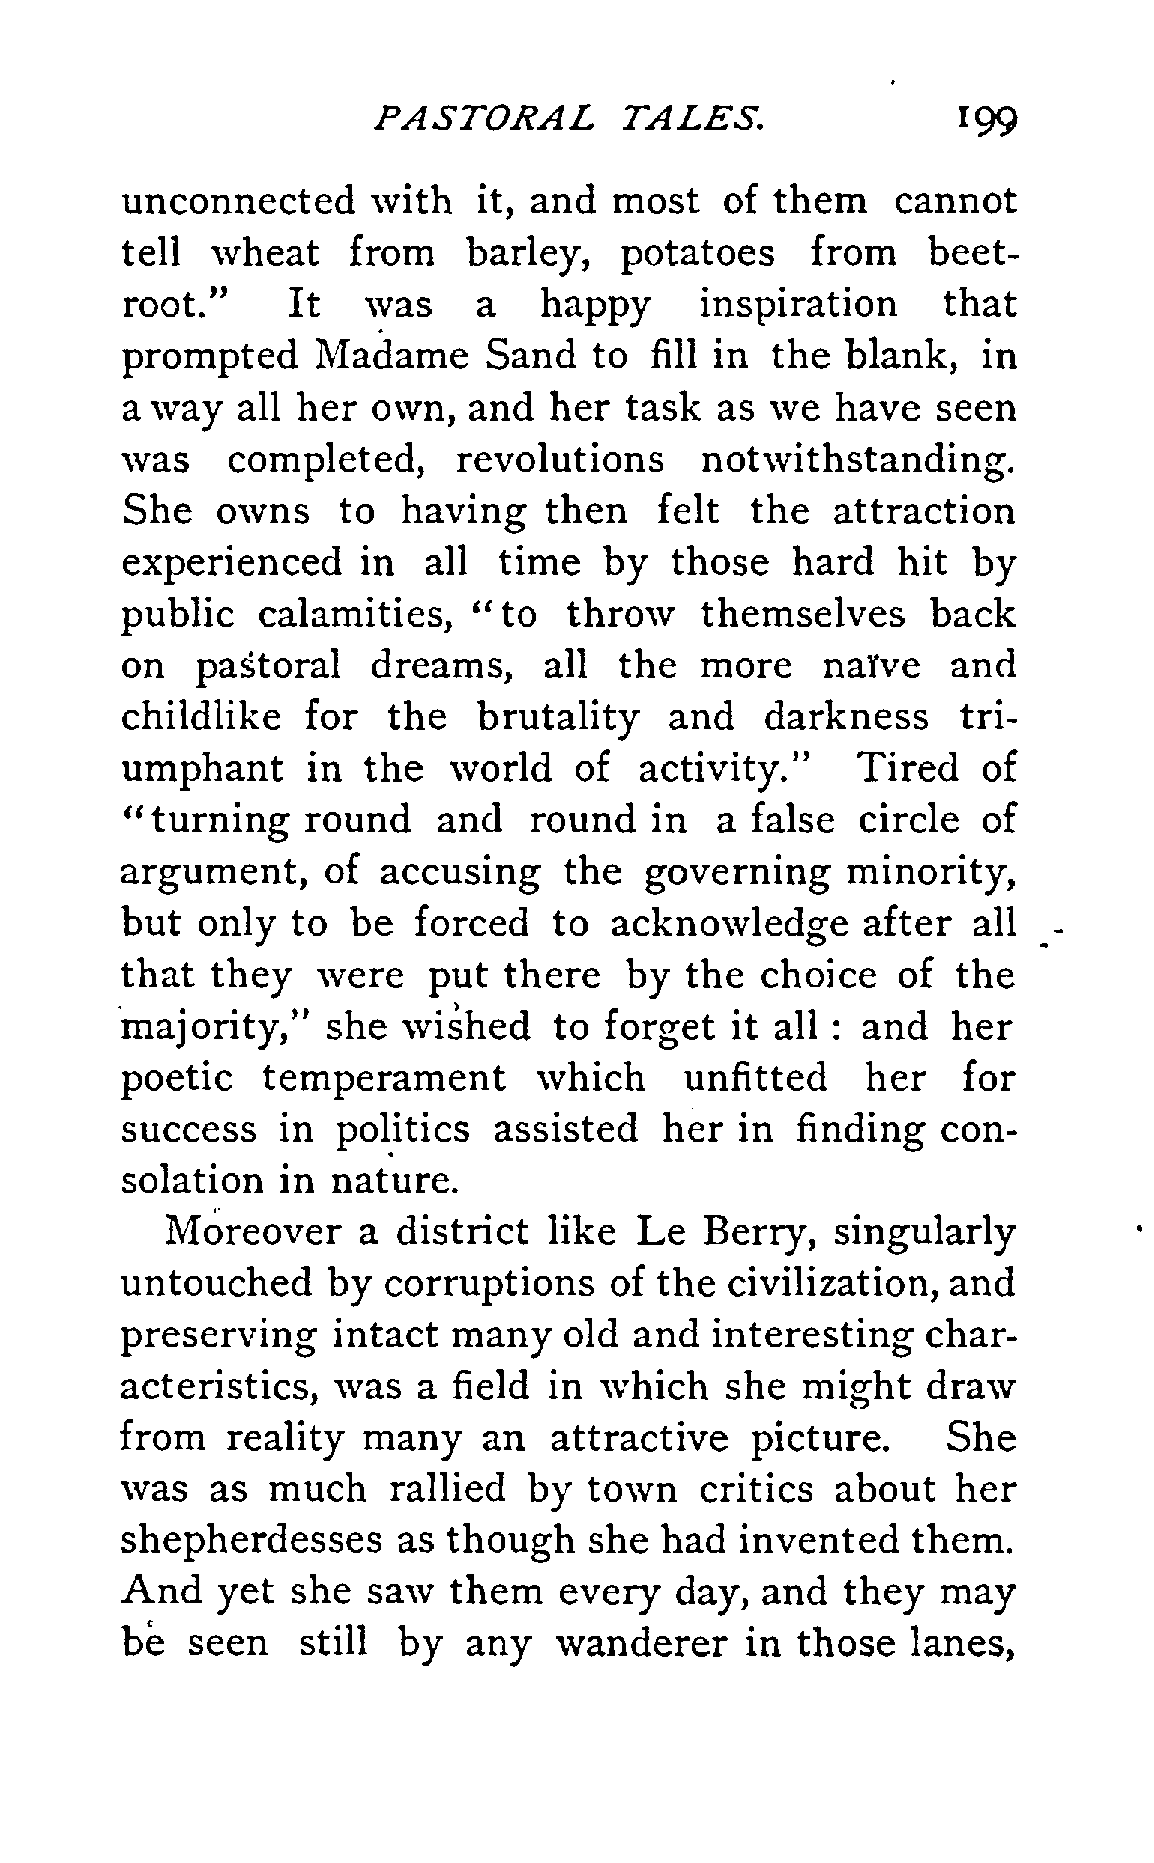 PASTORAL TALES. 199
unconnected with it, and most of them cannot
tell wheat from barley, potatoes from beet-
root." It was a happy inspiration that
prompted Madame Sand to fill in the blank, in
a way all her own, and her task as we have seen
was completed, revolutions notwithstanding.
She owns to having then felt the attraction
experienced in all time by those hard hit by
public calamities, "to throw themselves back
on pastoral dreams, all the more naïve and
childlike for the brutality and darkness tri-
umphant in the world of activity." Tired of
"turning round and round in a false circle of
argument, of accusing the governing minority,
but only to be forced to acknowledge after all
that they were put there by the choice of the
majority," she wished to forget it all : and her
poetic temperament which unfitted her for
success in politics assisted her in finding con-
solation in nature.
Moreover a district like Le Berry, singularly
untouched by corruptions of the civilization, and
preserving intact many old and interesting char-
acteristics, was a field in which she might draw
from reality many an attractive picture. She
was as much rallied by town critics about her
shepherdesses as though she had invented them.
And yet she saw them every day, and they may
be seen still by any wanderer in those lanes,